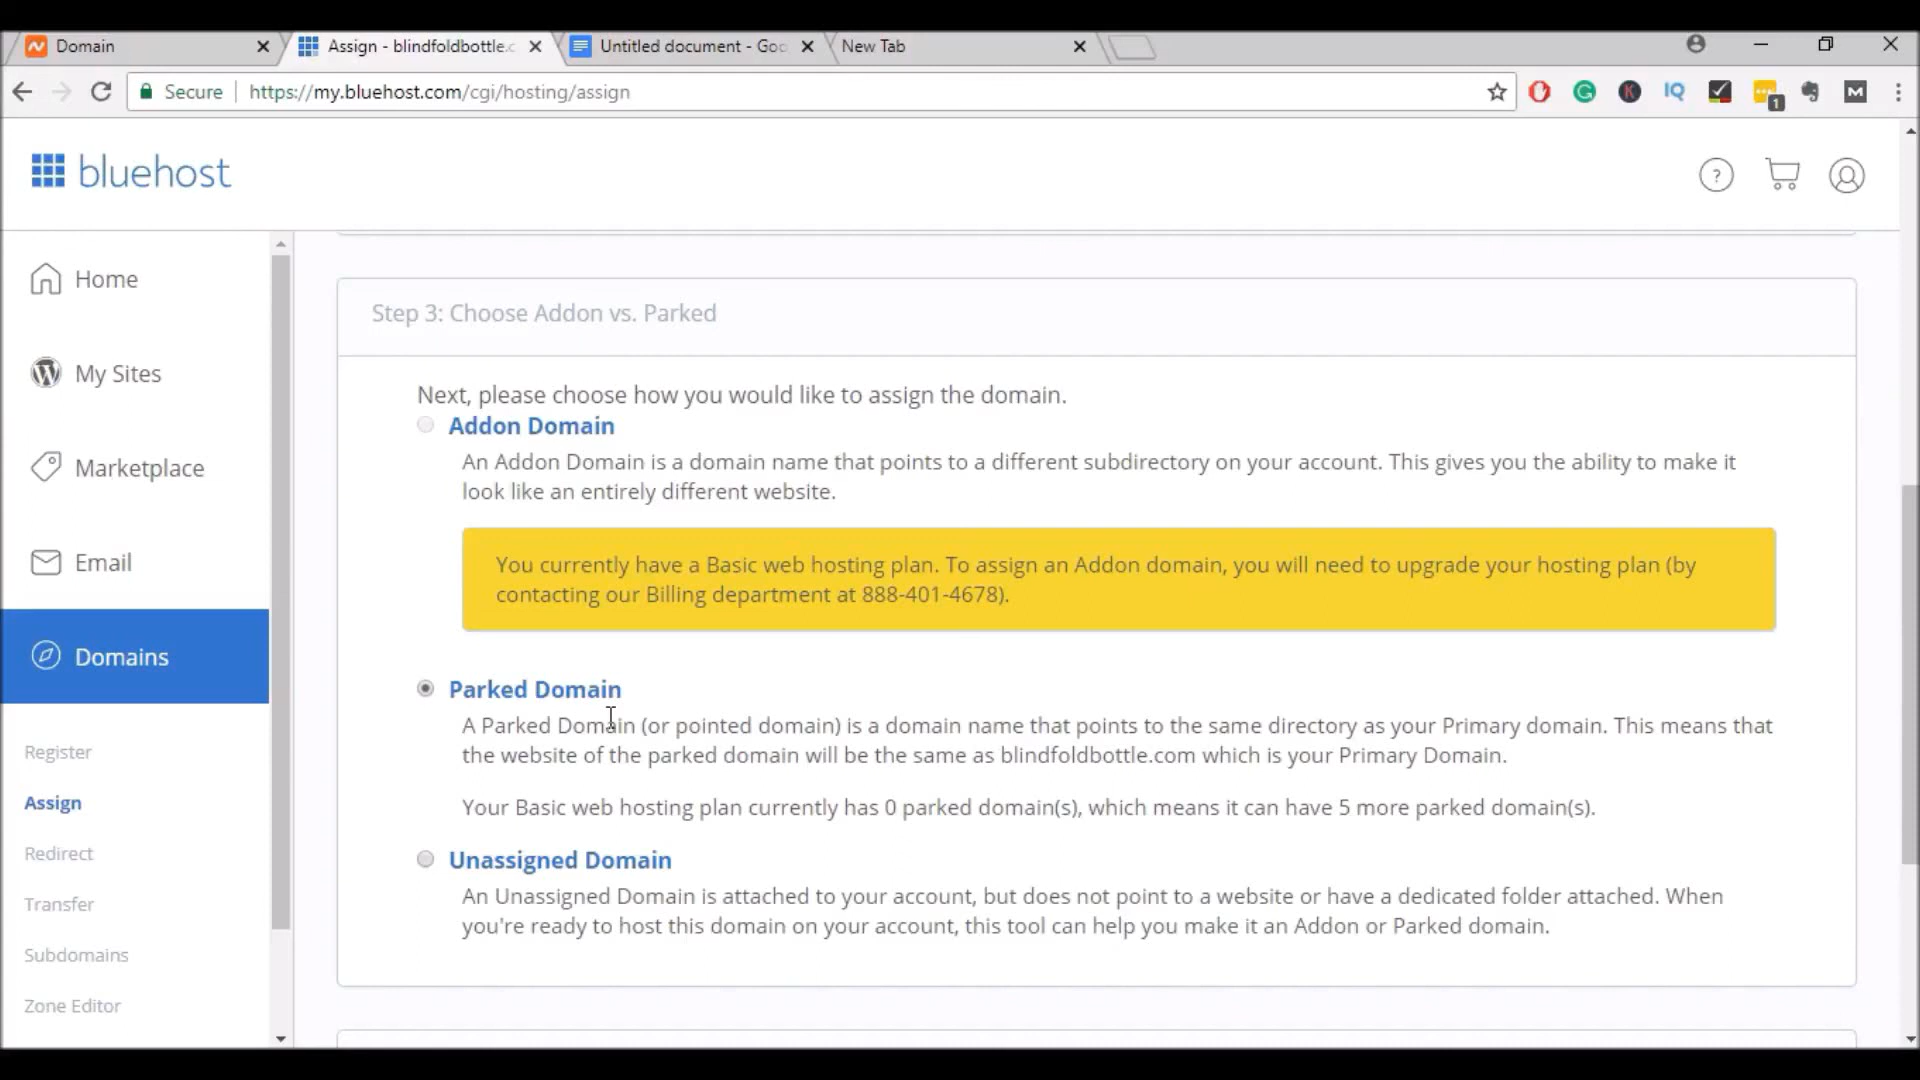 Domain
Assign - blindfoldbottle.c
Untitled document - Goo
New Tab
Secure
https://my.bluehost.com/cgi/hosting/assign
K
IQ
1
M
bluehost
?
Home
My Sites
Marketplace
Email
Domains
Register
Assign
Redirect
Transfer
Subdomains
Zone Editor
Step 3: Choose Addon vs. Parked
Next, please choose how you would like to assign the domain.
Addon Domain
An Addon Domain is a domain name that points to a different subdirectory on your account. This gives you the ability to make it
look like an entirely different website.
You currently have a Basic web hosting plan. To assign an Addon domain, you will need to upgrade your hosting plan (by
contacting our Billing department at 888-401-4678).
Parked Domain
A Parked Domain (or pointed domain) is a domain name that points to the same directory as your Primary domain. This means that
the website of the parked domain will be the same as blindfoldbottle.com which is your Primary Domain.
Your Basic web hosting plan currently has 0 parked domain(s), which means it can have 5 more parked domain(s).
Unassigned Domain
An Unassigned Domain is attached to your account, but does not point to a website or have a dedicated folder attached. When
you're ready to host this domain on your account, this tool can help you make it an Addon or Parked domain.